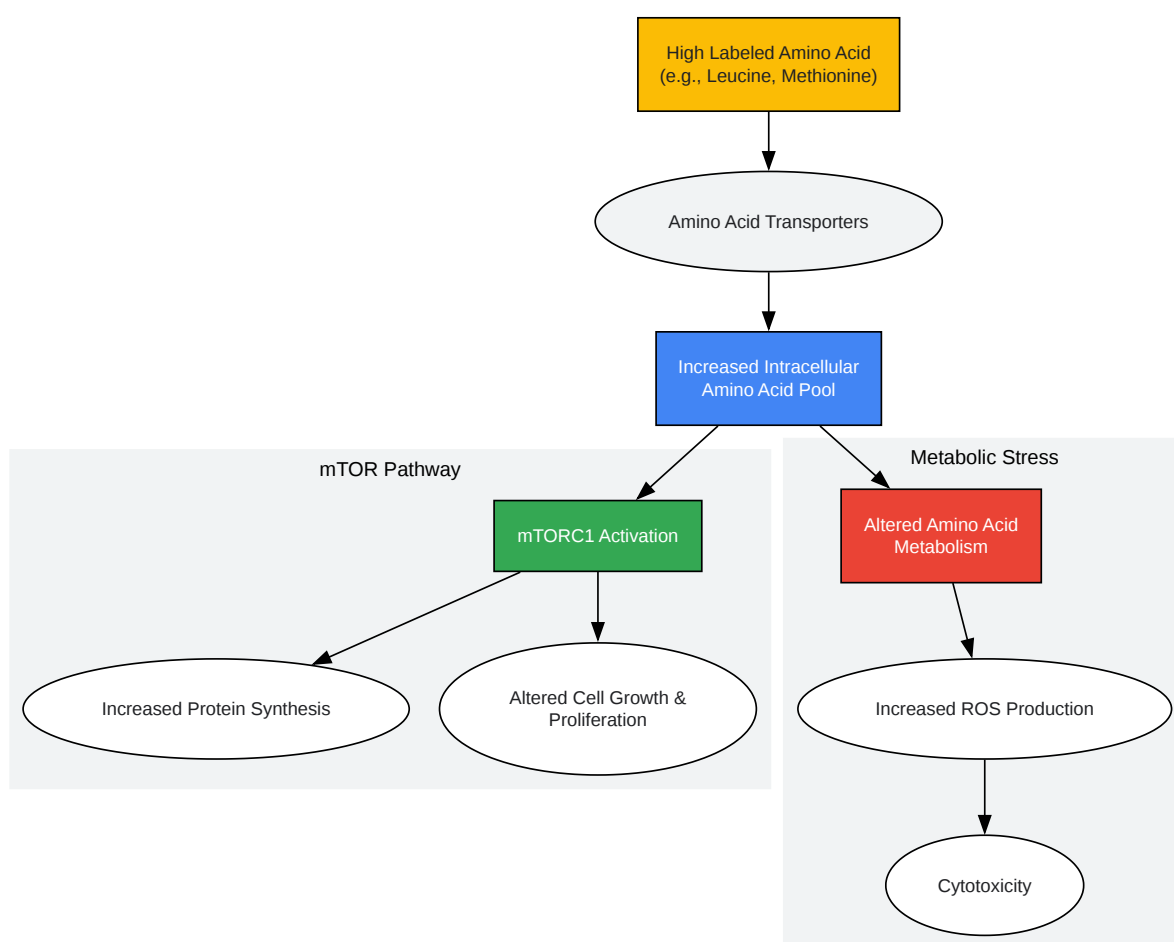 High Labeled Amino Acid
(e.g., Leucine, Methionine)
Amino Acid Transporters
Increased Intracellular
Amino Acid Pool
mTOR Pathway
Metabolic Stress
mTORC1 Activation
Altered Amino Acid
Metabolism
Increased Protein Synthesis
Altered Cell Growth &
Proliferation
Increased ROS Production
Cytotoxicity